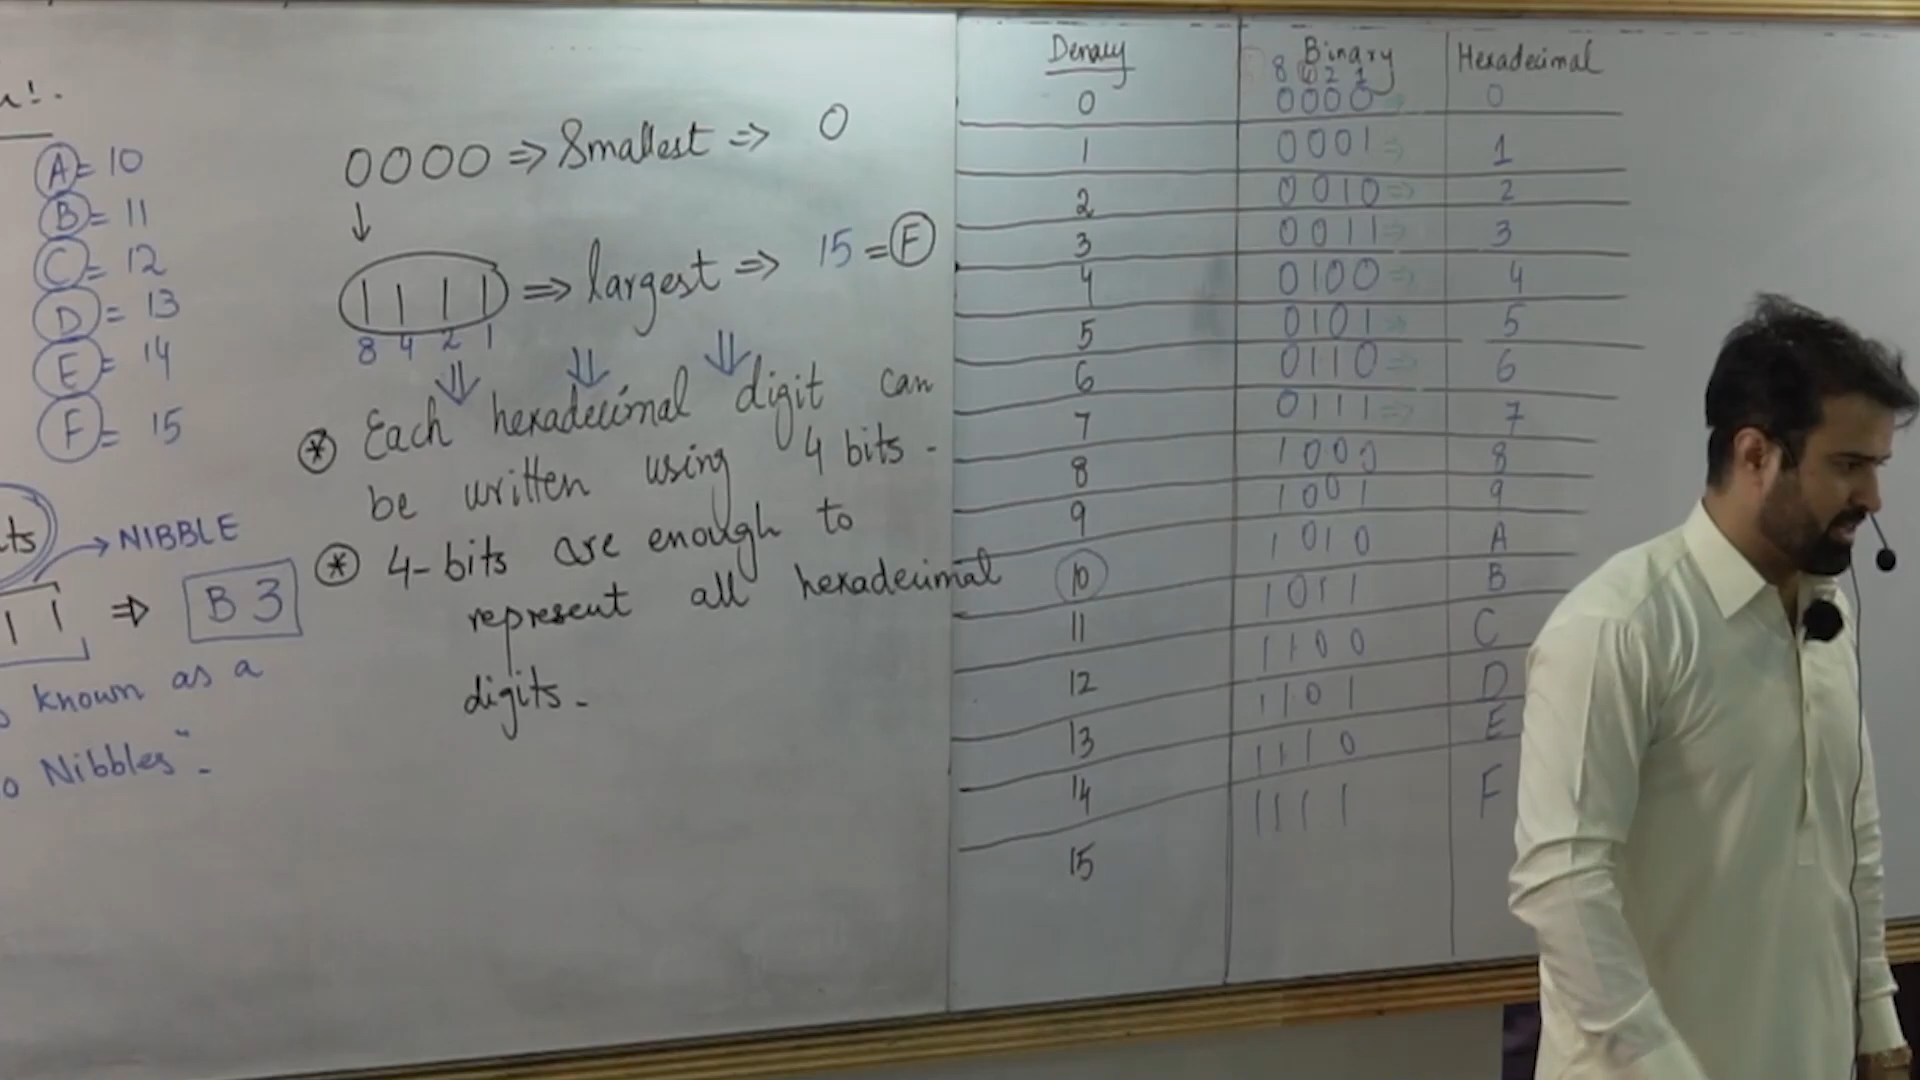 A = 10
B = 11
C = 12
D = 13
E = 14
F = 15
NIBBLE
11 ⇒ B3
known as a
Nibbles" -
0000 ⇒ Smallest ⇒ 0
↓
1111 ⇒ largest ⇒ 15 = F
8 4 2 1
⇓ ⇓ ⇓
* Each hexadecimal digit can
be written using 4 bits -
* 4-bits are enough to
represent all hexadecimal
digits -
Denary Binary Hexadecimal
8 4 2 1
0 0000 ⇒ 0
1 0001 ⇒ 1
2 0010 ⇒ 2
3 0011 ⇒ 3
4 0100 ⇒ 4
5 0101 ⇒ 5
6 0110 ⇒ 6
7 0111 ⇒ 7
8 1000 8
9 1001 9
10 1010 A
11 1011 B
12 1100 C
13 1101 D
14 1110 E
15 1111 F